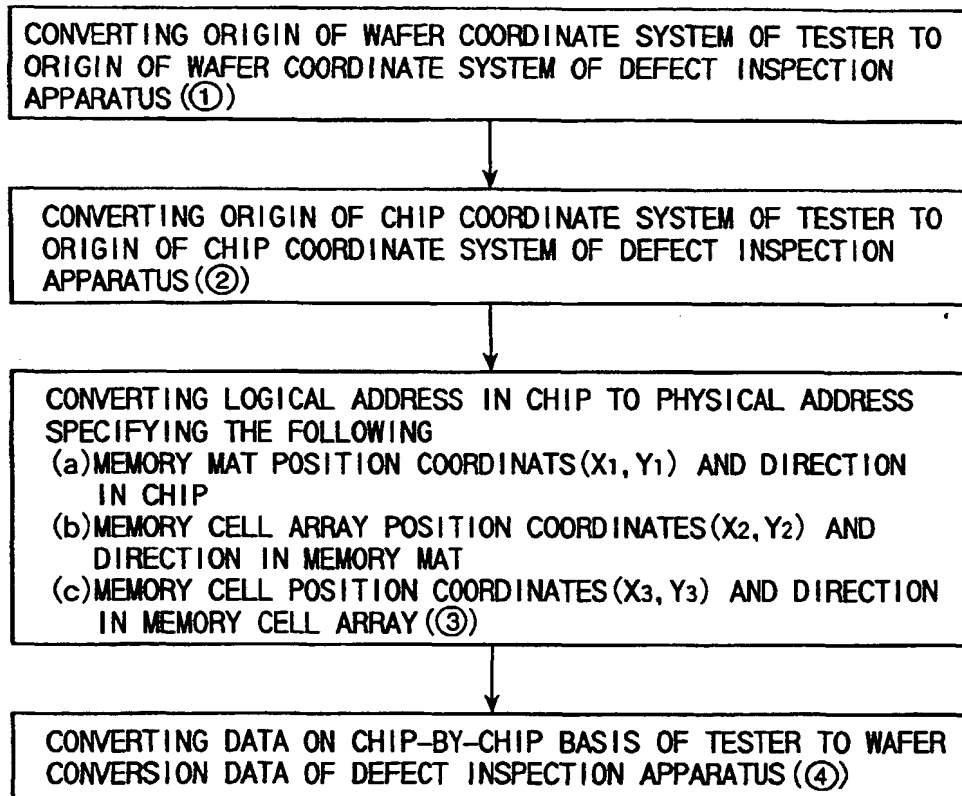 CONVERTING ORIGIN OF WAFER COORDINATE SYSTEM OF TESTER TO
ORIGIN OF WAFER COORDINATE SYSTEM OF DEFECT INSPECTION
APPARATUS(①)
CONVERTING ORIGIN OF CHIP COORDINATE SYSTEM OF TESTER TO
ORIGIN OF CHIP COORDINATE SYSTEM OF DEFECT INSPECTION
APPARATUS(②)
CONVERTING LOGICAL ADDRESS IN CHIP TO PHYSICAL ADDRESS
SPECIFYING THE FOLLOWING
(a)MEMORY MAT POSITION COORDINATS(X1,Y1) AND DIRECTION
IN CHIP
(b)MEMORY CELL ARRAY POSITION COORDINATES(X2,Y2) AND
DIRECTION IN MEMORY MAT
(c)MEMORY CELL POSITION COORDINATES(X3,Y3) AND DIRECTION
IN MEMORY CELL ARRAY(③)
CONVERTING DATA ON CHIP-BY-CHIP BASIS OF TESTER TO WAFER
CONVERSION DATA OF DEFECT INSPECTION APPARATUS(④)